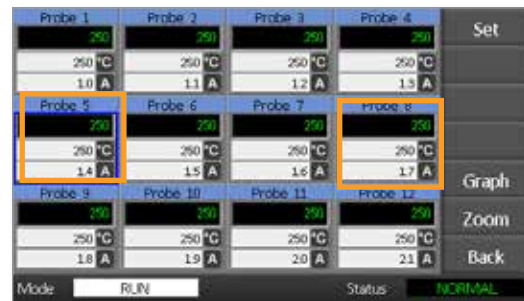 Probe 1 Probe 2 Probe 3 Probe 4 Set
250 250 250 250
250 °C 250 °C 250 °C 250 °C
1.0 A 1.1 A 1.2 A 1.3 A
Probe 5 Probe 6 Probe 7 Probe 8
250 250 250 250
250 °C 250 °C 250 °C 250 °C
1.4 A 1.5 A 1.6 A 1.7 A Graph
Probe 9 Probe 10 Probe 11 Probe 12
250 250 250 250 Zoom
250 °C 250 °C 250 °C 250 °C
1.8 A 1.9 A 2.0 A 2.1 A Back
Mode RUN Status NORMAL